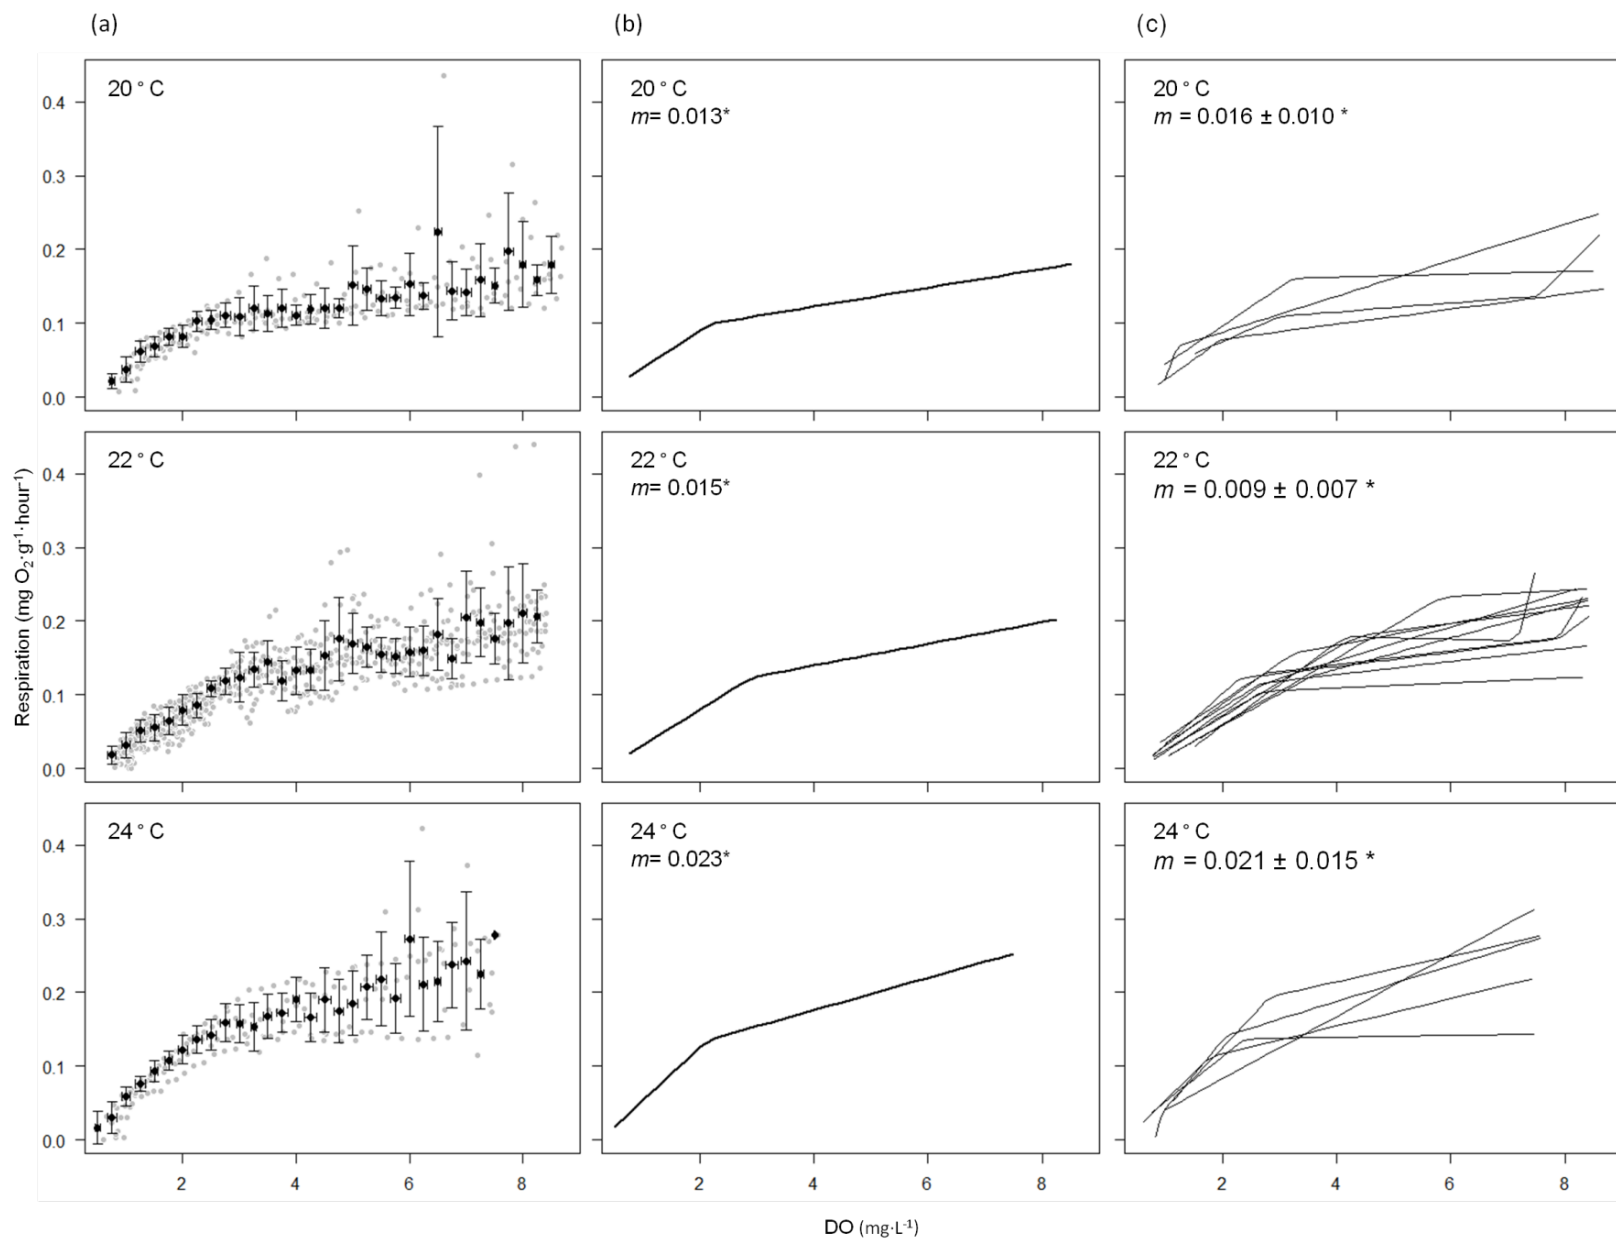 (a)
(b)
(c)
20°C
0.4
0.3
0.2
0.1
0.0
20°C
m= 0.013*
20°C
m = 0.016 ± 0.010 *
22°C
0.4
0.3
0.2
0.1
0.0
22°C
m= 0.015*
22°C
m = 0.009 ± 0.007 *
24°C
0.4
0.3
0.2
0.1
0.0
24°C
m= 0.023*
24°C
m = 0.021 ± 0.015 *
Respiration (mg O₂·g⁻¹·hour⁻¹)
2 4 6 8
2 4 6 8
2 4 6 8
DO (mg·L⁻¹)